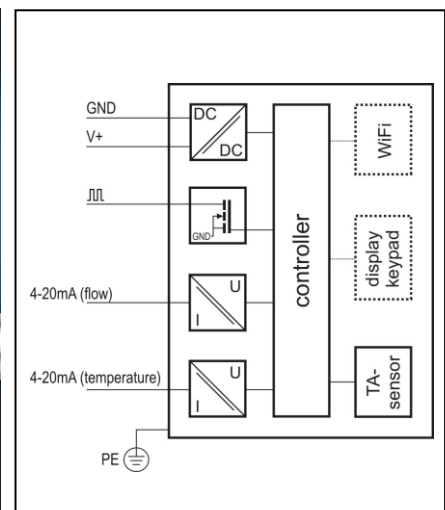 GND
V+
DC
DC
GND
4-20mA (flow)
U
I
4-20mA (temperature)
U
I
PE
controller
WiFi
display
keypad
TA-
sensor